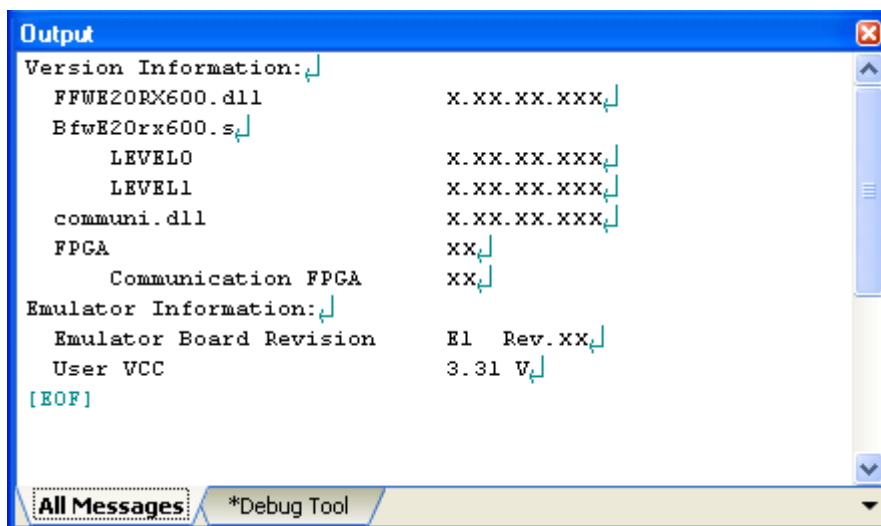 Output
Version Information:
FFWE20RX600.dll x.xx.xx.xxx
BfwE20rx600.s
LEVEL0 x.xx.xx.xxx
LEVEL1 x.xx.xx.xxx
communi.dll x.xx.xx.xxx
FPGA xx
Communication FPGA xx
Emulator Information:
Emulator Board Revision E1 Rev.xx
User VCC 3.31 V
[EOF]
All Messages *Debug Tool